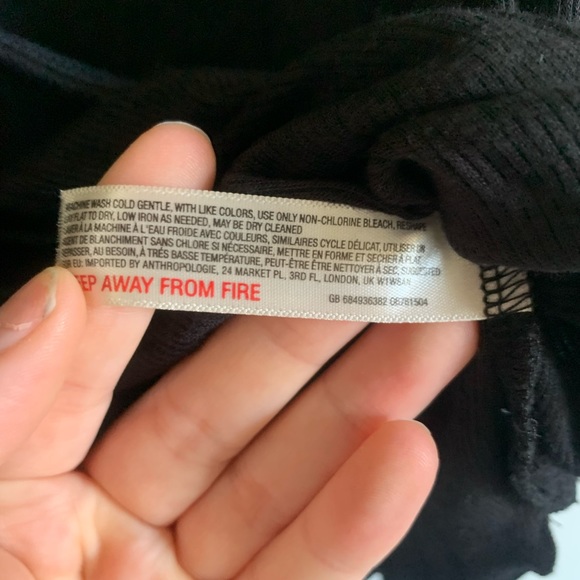 MACHINE WASH COLD GENTLE, WITH LIKE COLORS, USE ONLY NON-CHLORINE BLEACH, RESHAPE
FLAT TO DRY, LOW IRON AS NEEDED, MAY BE DRY CLEANED
LAVER A LA MACHINE À L'EAU FROIDE AVEC COULEURS, SIMILAIRES CYCLE DÉLICAT, UTILISER UN
AGENT DE BLANCHIMENT SANS CHLORE SI NÉCESSAIRE, METTRE EN FORME ET SÉCHER À PLAT
REPASSER, AU BESOIN, À TRÈS BASSE TEMPÉRATURE, PEUT-ÊTRE ÊTRE NETTOYER À SEC, SUGGESTED
FOR EU: IMPORTED BY ANTHROPOLOGIE, 24 MARKET PL, 3RD FL, LONDON, UK
EEP AWAY FROM FIRE
GB 684936382 06781504